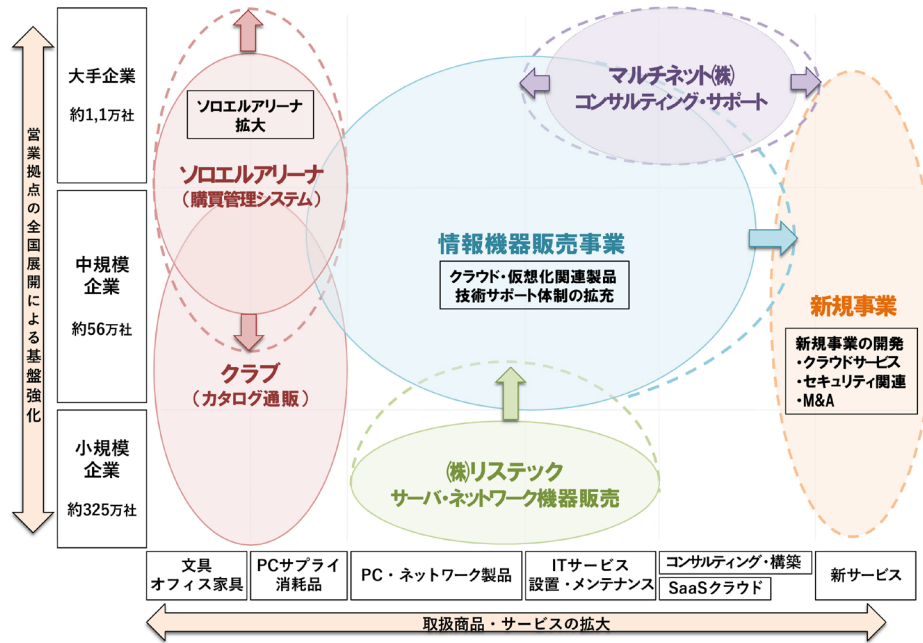 営業拠点の全国展開による基盤強化
大手企業
約1,1万社
中規模
企業
約56万社
小規模
企業
約325万社
ソロエルアリーナ
拡大
ソロエルアリーナ
（購買管理システム）
クラブ
（カタログ通販）
マルチネット㈱
コンサルティング・サポート
情報機器販売事業
クラウド・仮想化関連製品
技術サポート体制の拡充
㈱リステック
サーバ・ネットワーク機器販売
新規事業
新規事業の開発
・クラウドサービス
・セキュリティ関連
・M&A
文具
オフィス家具
PCサプライ
消耗品
PC・ネットワーク製品
ITサービス
設置・メンテナンス
コンサルティング・構築
SaaSクラウド
新サービス
取扱商品・サービスの拡大